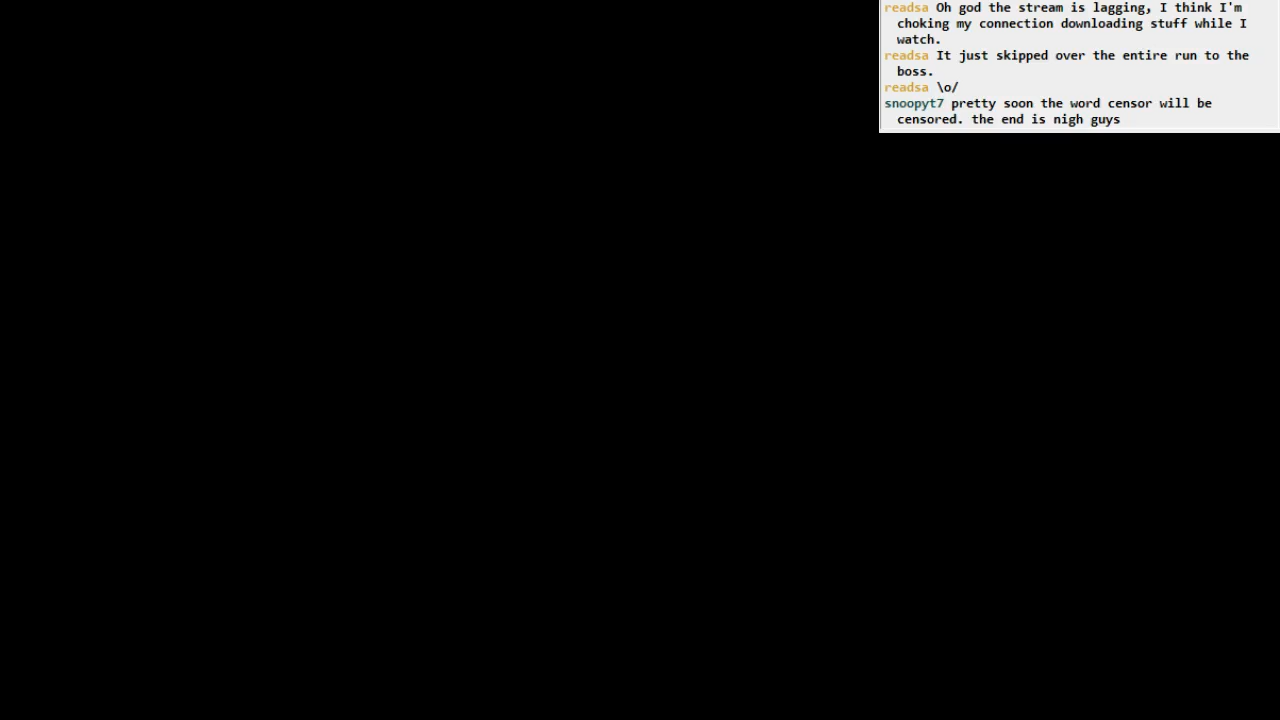 readsa Oh god the stream is lagging, I think I'm
choking my connection downloading stuff while I
watch.
readsa It just skipped over the entire run to the
boss.
readsa \o/
snoopyt7 pretty soon the word censor will be
censored. the end is nigh guys